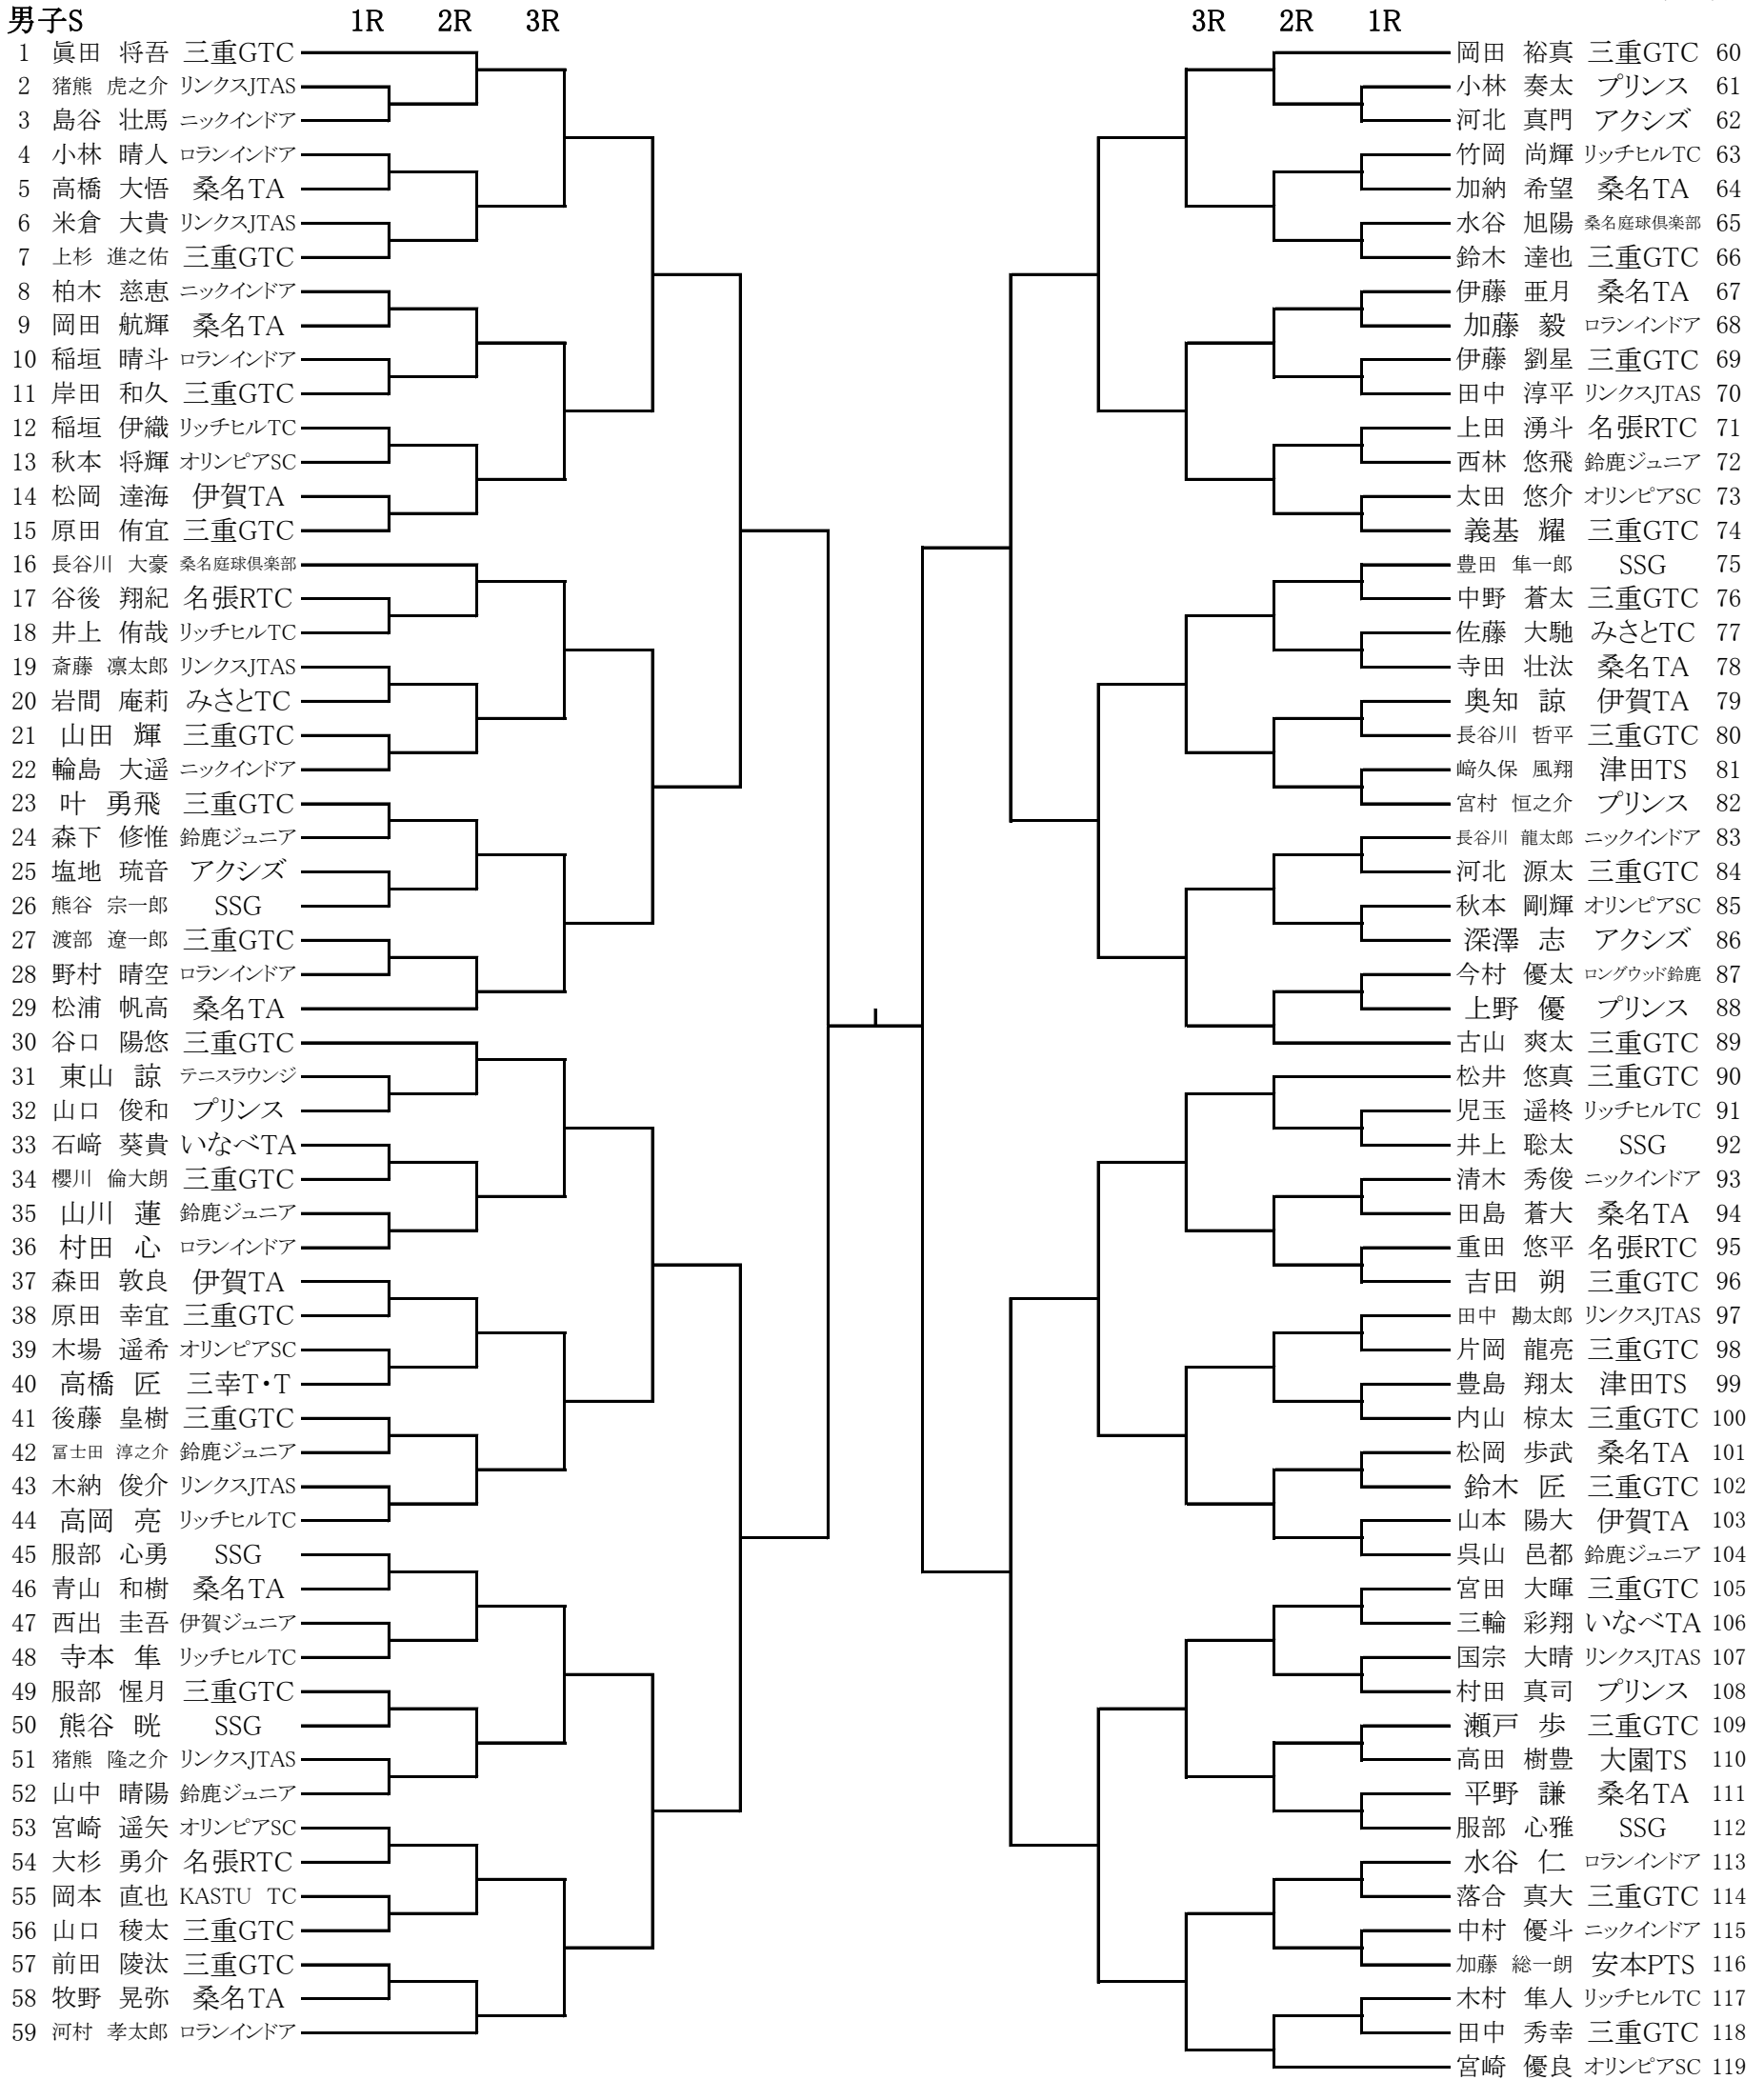 男子S 1R 2R 3R
1 眞田 将吾 三重GTC
2 猪熊 虎之介 リンクスJTAS
3 島谷 壮馬 ニックインドア
4 小林 晴人 ロランインドア
5 高橋 大悟 桑名TA
6 米倉 大貴 リンクスJTAS
7 上杉 進之佑 三重GTC
8 柏木 慈恵 ニックインドア
9 岡田 航輝 桑名TA
10 稲垣 晴斗 ロランインドア
11 岸田 和久 三重GTC
12 稲垣 伊織 リッチヒルTC
13 秋本 将輝 オリンピアSC
14 松岡 達海 伊賀TA
15 原田 侑宜 三重GTC
16 長谷川 大豪 桑名庭球倶楽部
17 谷後 翔紀 名張RTC
18 井上 侑哉 リッチヒルTC
19 斎藤 凛太郎 リンクスJTAS
20 岩間 庵莉 みさとTC
21 山田 輝 三重GTC
22 輪島 大遥 ニックインドア
23 叶 勇飛 三重GTC
24 森下 修惟 鈴鹿ジュニア
25 塩地 琉音 アクシズ
26 熊谷 宗一郎 SSG
27 渡部 遼一郎 三重GTC
28 野村 晴空 ロランインドア
29 松浦 帆高 桑名TA
30 谷口 陽悠 三重GTC
31 東山 諒 テニスラウンジ
32 山口 俊和 プリンス
33 石﨑 葵貴 いなべTA
34 櫻川 倫大朗 三重GTC
35 山川 蓮 鈴鹿ジュニア
36 村田 心 ロランインドア
37 森田 敦良 伊賀TA
38 原田 幸宜 三重GTC
39 木場 遥希 オリンピアSC
40 高橋 匠 三幸T・T
41 後藤 皇樹 三重GTC
42 冨士田 淳之介 鈴鹿ジュニア
43 木納 俊介 リンクスJTAS
44 高岡 亮 リッチヒルTC
45 服部 心勇 SSG
46 青山 和樹 桑名TA
47 西出 圭吾 伊賀ジュニア
48 寺本 隼 リッチヒルTC
49 服部 惺月 三重GTC
50 熊谷 晄 SSG
51 猪熊 隆之介 リンクスJTAS
52 山中 晴陽 鈴鹿ジュニア
53 宮崎 遥矢 オリンピアSC
54 大杉 勇介 名張RTC
55 岡本 直也 KASTU TC
56 山口 稜太 三重GTC
57 前田 陵汰 三重GTC
58 牧野 晃弥 桑名TA
59 河村 孝太郎 ロランインドア
3R 2R 1R
岡田 裕真 三重GTC 60
小林 奏太 プリンス 61
河北 真門 アクシズ 62
竹岡 尚輝 リッチヒルTC 63
加納 希望 桑名TA 64
水谷 旭陽 桑名庭球倶楽部 65
鈴木 達也 三重GTC 66
伊藤 亜月 桑名TA 67
加藤 毅 ロランインドア 68
伊藤 劉星 三重GTC 69
田中 淳平 リンクスJTAS 70
上田 湧斗 名張RTC 71
西林 悠飛 鈴鹿ジュニア 72
太田 悠介 オリンピアSC 73
義基 耀 三重GTC 74
豊田 隼一郎 SSG 75
中野 蒼太 三重GTC 76
佐藤 大馳 みさとTC 77
寺田 壮汰 桑名TA 78
奥知 諒 伊賀TA 79
長谷川 哲平 三重GTC 80
﨑久保 風翔 津田TS 81
宮村 恒之介 プリンス 82
長谷川 龍太郎 ニックインドア 83
河北 源太 三重GTC 84
秋本 剛輝 オリンピアSC 85
深澤 志 アクシズ 86
今村 優太 ロングウッド鈴鹿 87
上野 優 プリンス 88
古山 爽太 三重GTC 89
松井 悠真 三重GTC 90
児玉 遥柊 リッチヒルTC 91
井上 聡太 SSG 92
清木 秀俊 ニックインドア 93
田島 蒼大 桑名TA 94
重田 悠平 名張RTC 95
吉田 朔 三重GTC 96
田中 勘太郎 リンクスJTAS 97
片岡 龍亮 三重GTC 98
豊島 翔太 津田TS 99
内山 椋太 三重GTC 100
松岡 歩武 桑名TA 101
鈴木 匠 三重GTC 102
山本 陽大 伊賀TA 103
呉山 邑都 鈴鹿ジュニア 104
宮田 大暉 三重GTC 105
三輪 彩翔 いなべTA 106
国宗 大晴 リンクスJTAS 107
村田 真司 プリンス 108
瀬戸 歩 三重GTC 109
高田 樹豊 大園TS 110
平野 謙 桑名TA 111
服部 心雅 SSG 112
水谷 仁 ロランインドア 113
落合 真大 三重GTC 114
中村 優斗 ニックインドア 115
加藤 総一朗 安本PTS 116
木村 隼人 リッチヒルTC 117
田中 秀幸 三重GTC 118
宮崎 優良 オリンピアSC 119